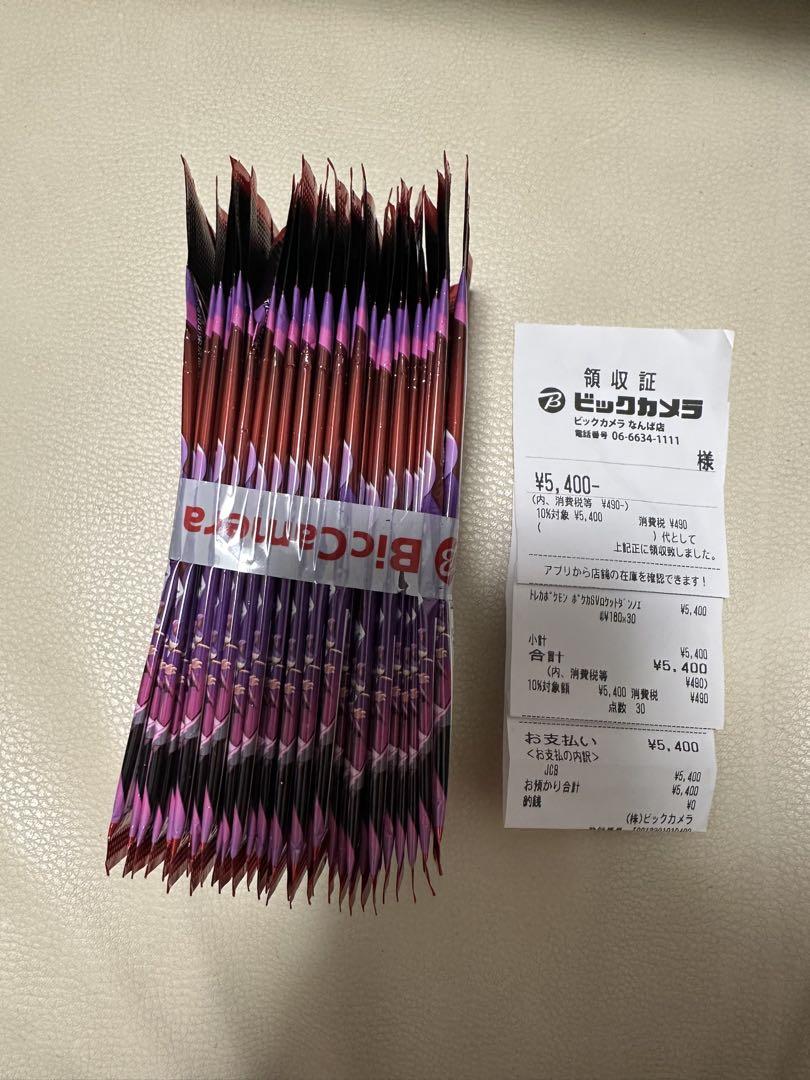 BicCamera
領収証
ビックカメラ
ビックカメラ なんば店
電話番号 06-6634-1111
様
¥5,400-
(内、消費税等 ¥490-)
10%対象 ¥5,400 消費税 ¥490
( )代として
上記正に領収致しました。
アプリから店舗の在庫を確認できます!
トレカポケモン ポケカSVロケットダンノエ ¥5,400
@¥180x30
小計 ¥5,400
合計 ¥5,400
(内、消費税等 ¥490)
10%対象額 ¥5,400 消費税 ¥490
点数 30
お支払い ¥5,400
<お支払の内訳>
JCB ¥5,400
お預かり合計 ¥5,400
釣銭 ¥0
(株)ビックカメラ